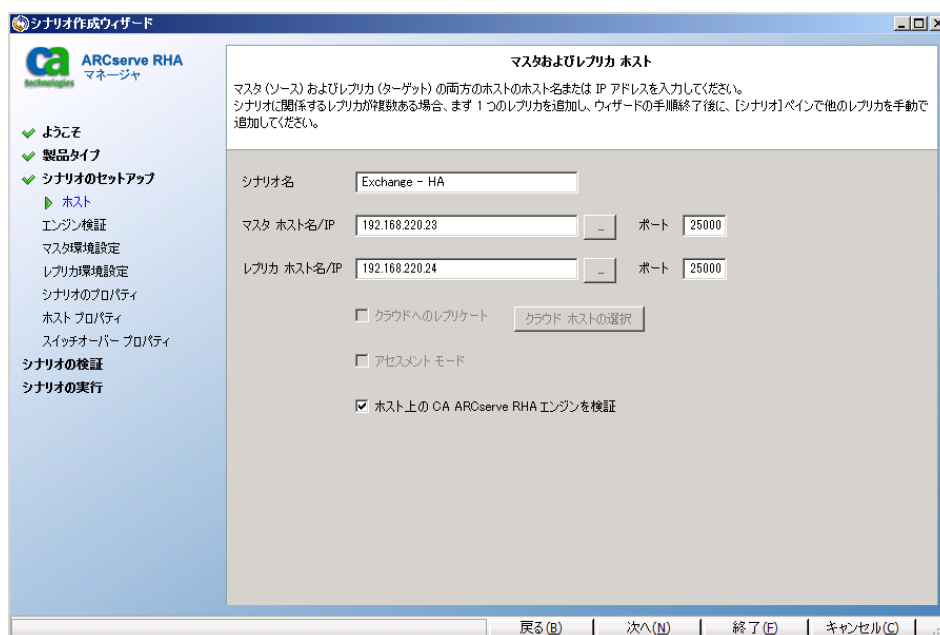 シナリオ作成ウィザード
ca
technologies
ARCserve RHA
マネージャ
ようこそ
製品タイプ
シナリオのセットアップ
ホスト
エンジン検証
マスタ環境設定
レプリカ環境設定
シナリオのプロパティ
ホスト プロパティ
スイッチオーバー プロパティ
シナリオの検証
シナリオの実行
マスタおよびレプリカ ホスト
マスタ (ソース) およびレプリカ (ターゲット) の両方のホストのホスト名または IP アドレスを入力してください。
シナリオに関係するレプリカが複数ある場合、まず 1 つのレプリカを追加し、ウィザードの手順終了後に、[シナリオ] ペインで他のレプリカを手動で
追加してください。
シナリオ名 Exchange - HA
マスタ ホスト名/IP 192.168.220.23 ... ポート 25000
レプリカ ホスト名/IP 192.168.220.24 ... ポート 25000
クラウドへのレプリケート クラウド ホストの選択
アセスメント モード
ホスト上の CA ARCserve RHA エンジンを検証
戻る(B) 次へ(N) 終了(F) キャンセル(C)